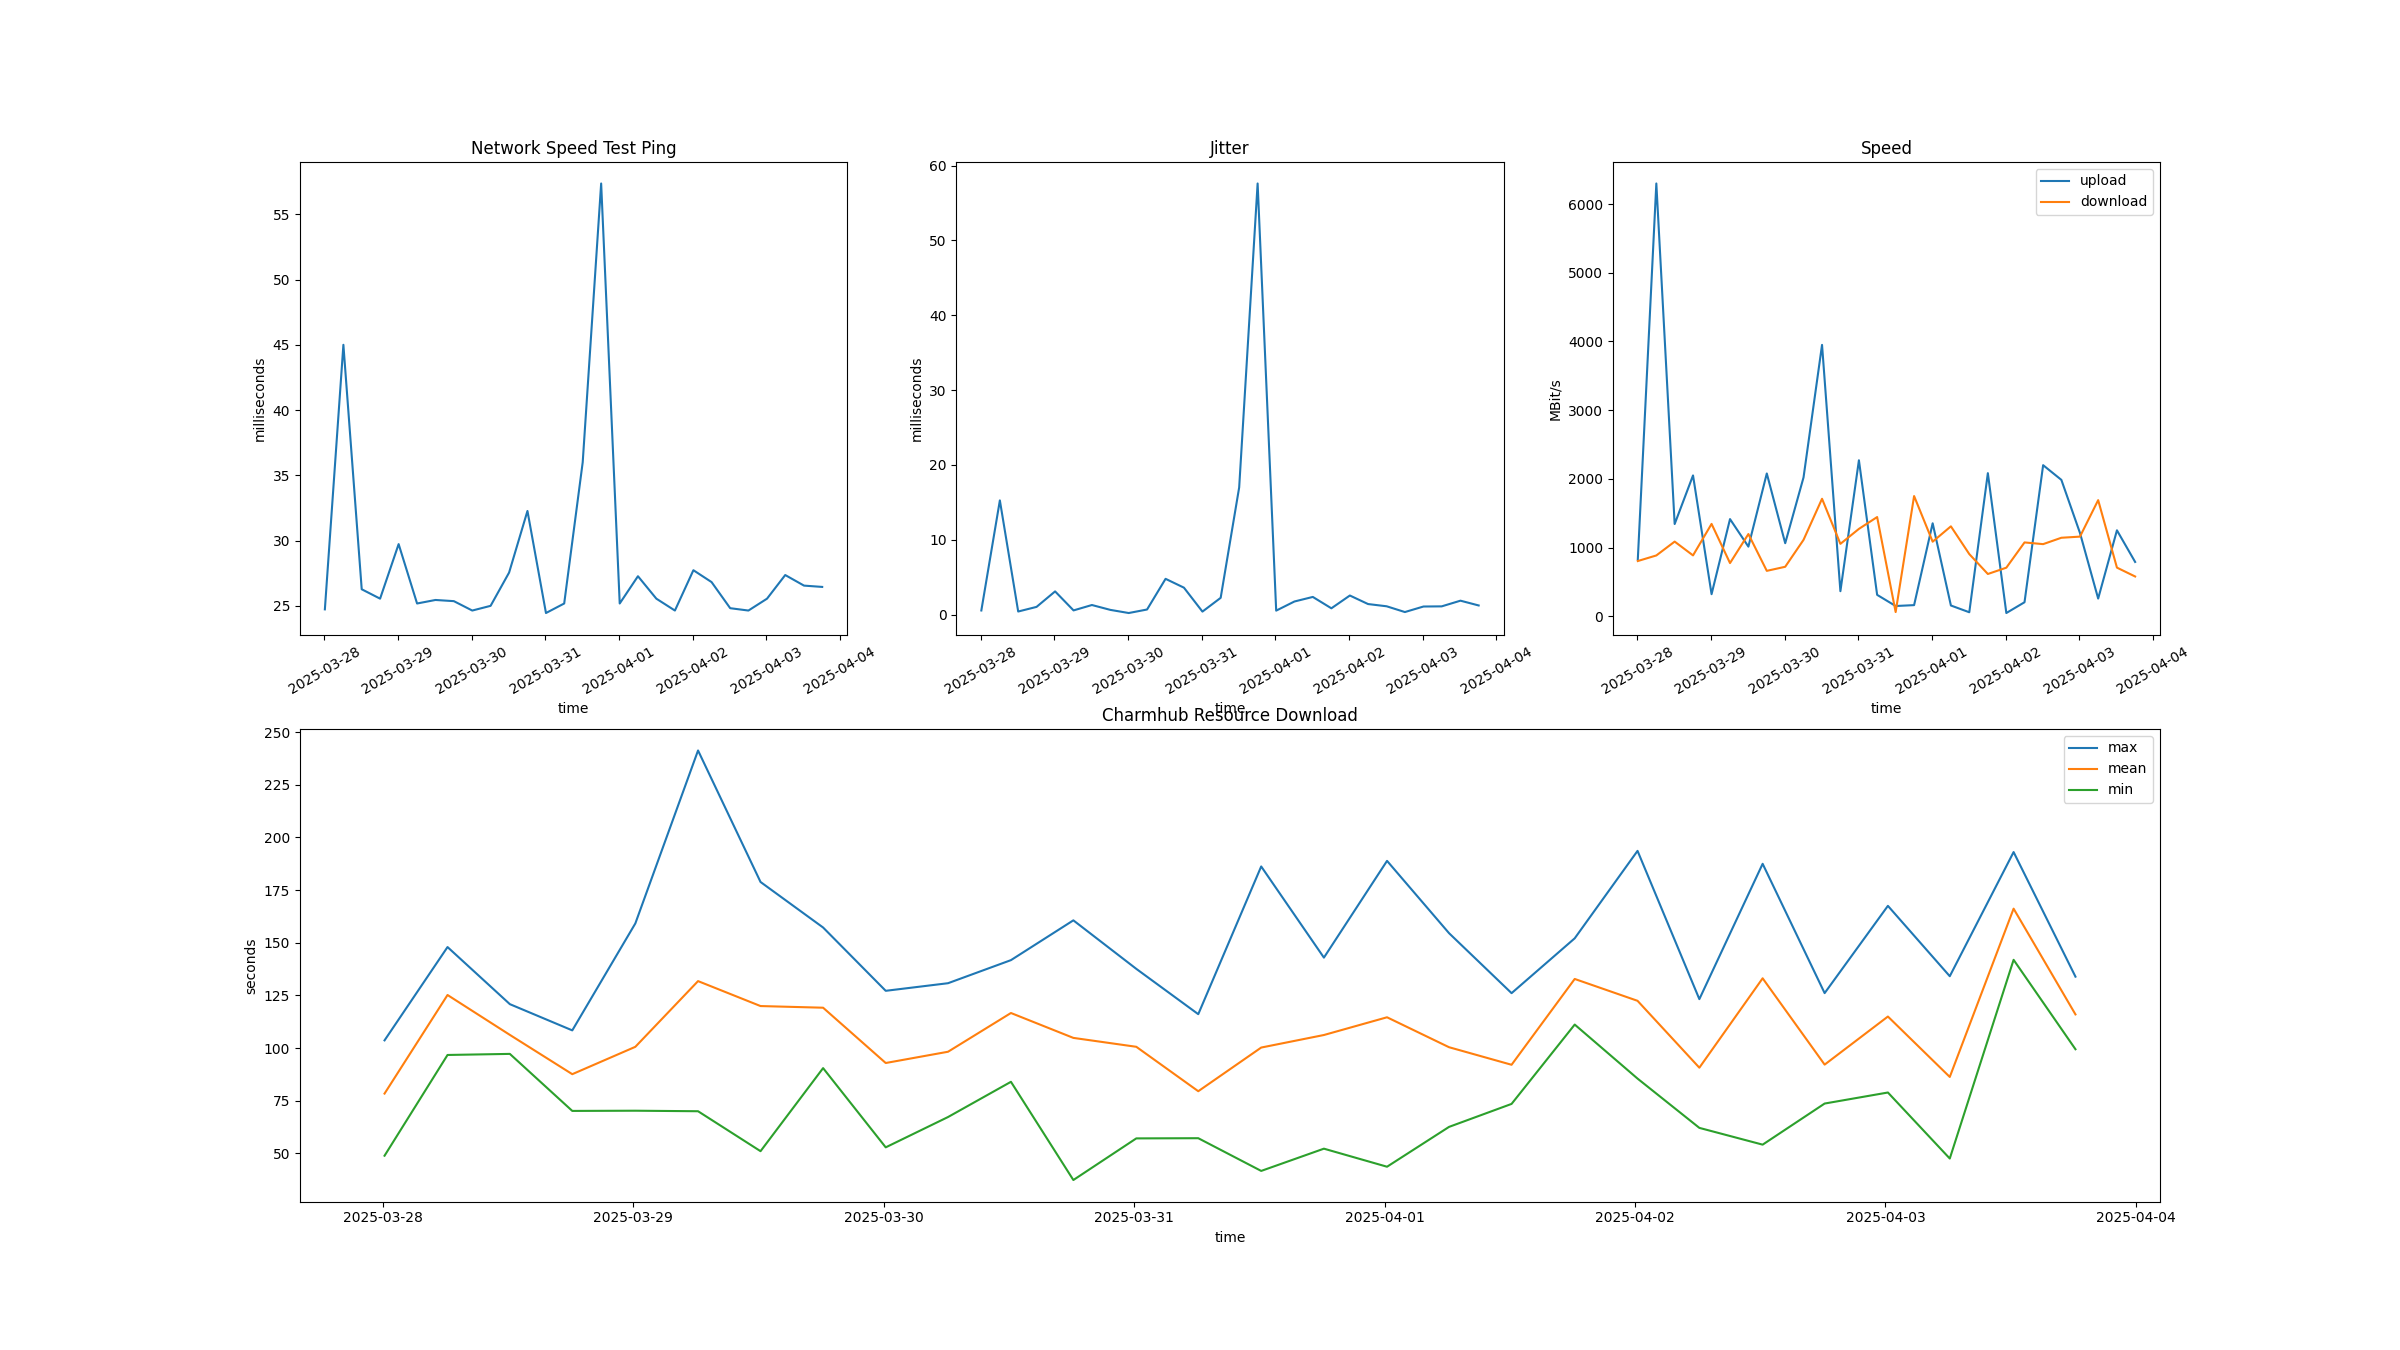 Network Speed Test Ping
55
50
45
40
35
30
25
milliseconds
2025-03-28 2025-03-29 2025-03-30 2025-03-31 2025-04-01 2025-04-02 2025-04-03 2025-04-04
time
Jitter
60
50
40
30
20
10
0
milliseconds
2025-03-28 2025-03-29 2025-03-30 2025-03-31 2025-04-01 2025-04-02 2025-04-03 2025-04-04
time
Speed
upload
download
6000
5000
4000
3000
2000
1000
0
MBit/s
2025-03-28 2025-03-29 2025-03-30 2025-03-31 2025-04-01 2025-04-02 2025-04-03 2025-04-04
time
Charmhub Resource Download
max
mean
min
250
225
200
175
150
125
100
75
50
seconds
2025-03-28 2025-03-29 2025-03-30 2025-03-31 2025-04-01 2025-04-02 2025-04-03 2025-04-04
time